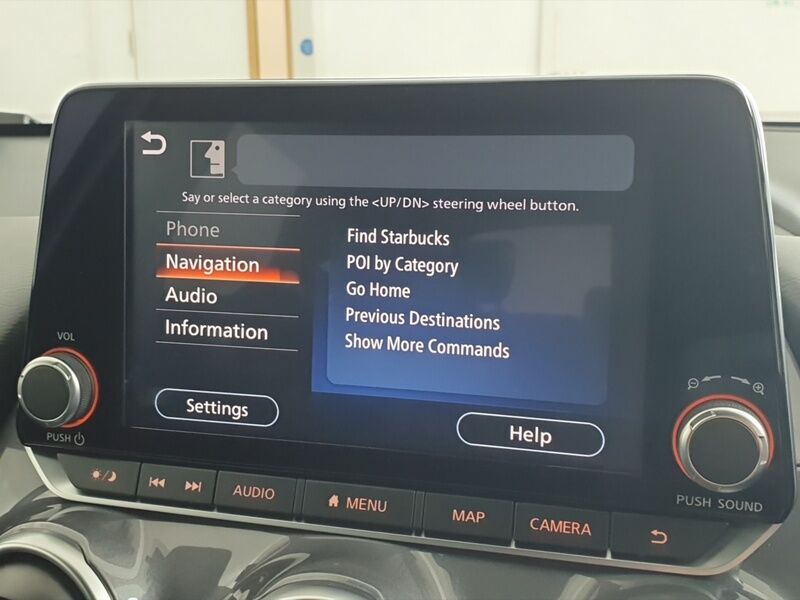 Say or select a category using the <UP/DN> steering wheel button.
Phone
Navigation
Audio
Information
Find Starbucks
POI by Category
Go Home
Previous Destinations
Show More Commands
Settings
Help
VOL
PUSH
PUSH SOUND
AUDIO
MENU
MAP
CAMERA